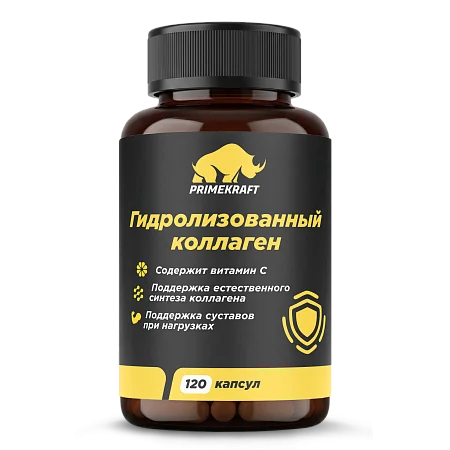 PRIMEKRAFT
Гидролизованный
коллаген
Содержит витамин С
Поддержка естественного
синтеза коллагена
Поддержка суставов
при нагрузках
120 капсул